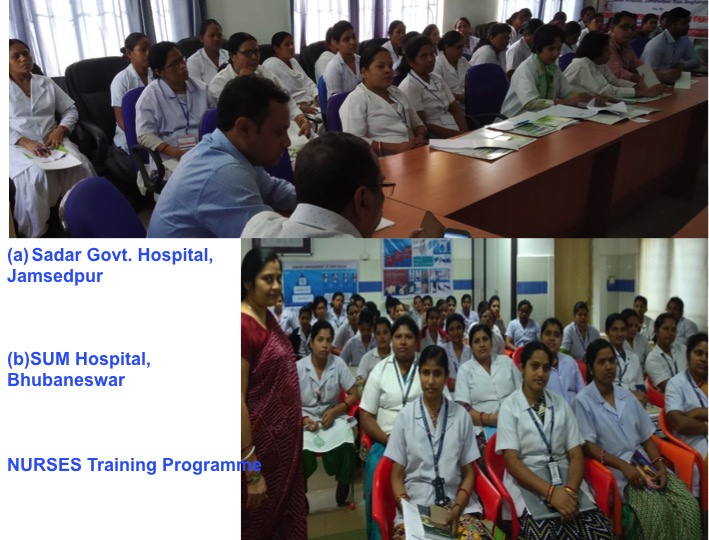 (a) Sadar Govt. Hospital,
Jamsedpur
(b)SUM Hospital,
Bhubaneswar
NURSES Training Programme